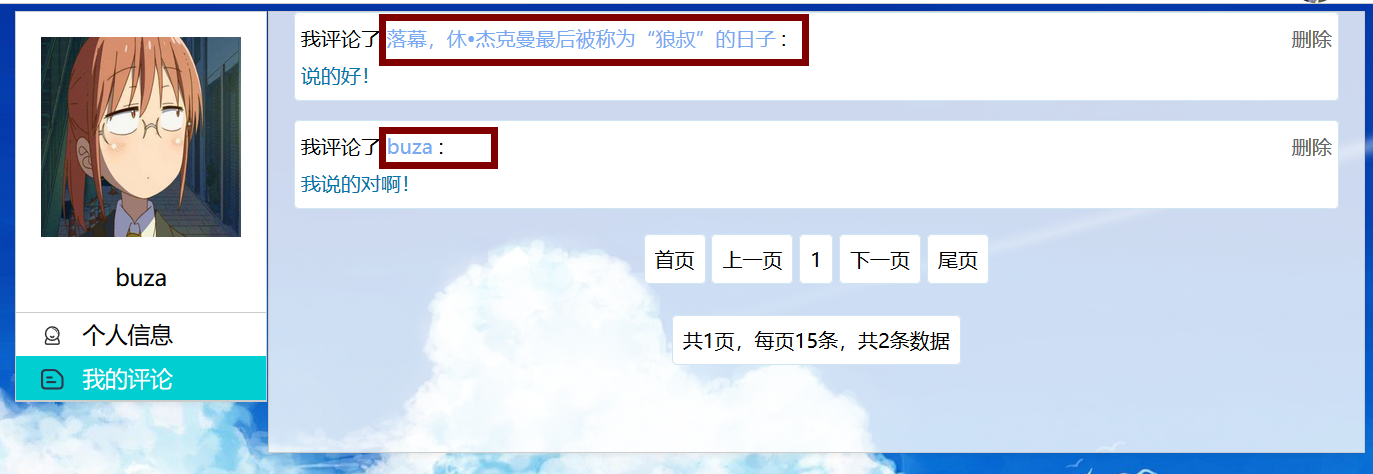 buza
个人信息
我的评论
我评论了 落幕，休•杰克曼最后被称为“狼叔”的日子： 删除
说的好！
我评论了 buza： 删除
我说的对啊！
首页 上一页 1 下一页 尾页
共1页，每页15条，共2条数据